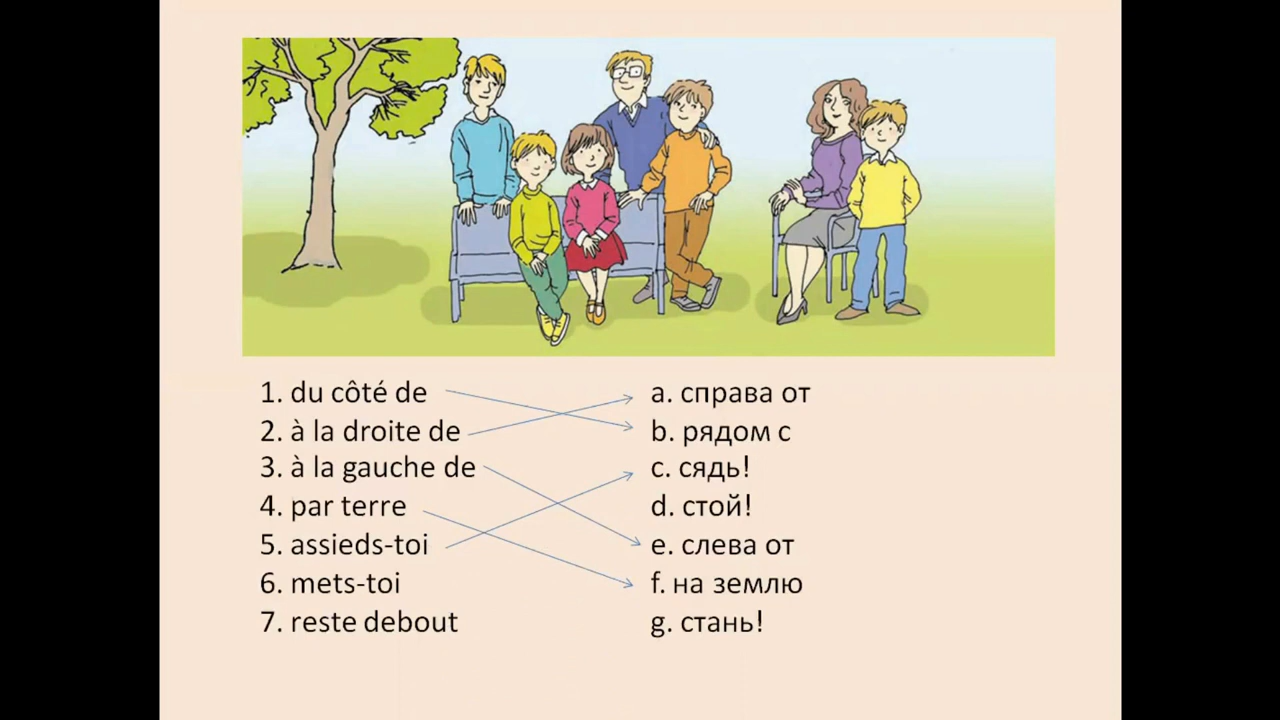 1. du côté de
2. à la droite de
3. à la gauche de
4. par terre
5. assieds-toi
6. mets-toi
7. reste debout
a. справа от
b. рядом с
c. сядь!
d. стой!
e. слева от
f. на землю
g. стань!